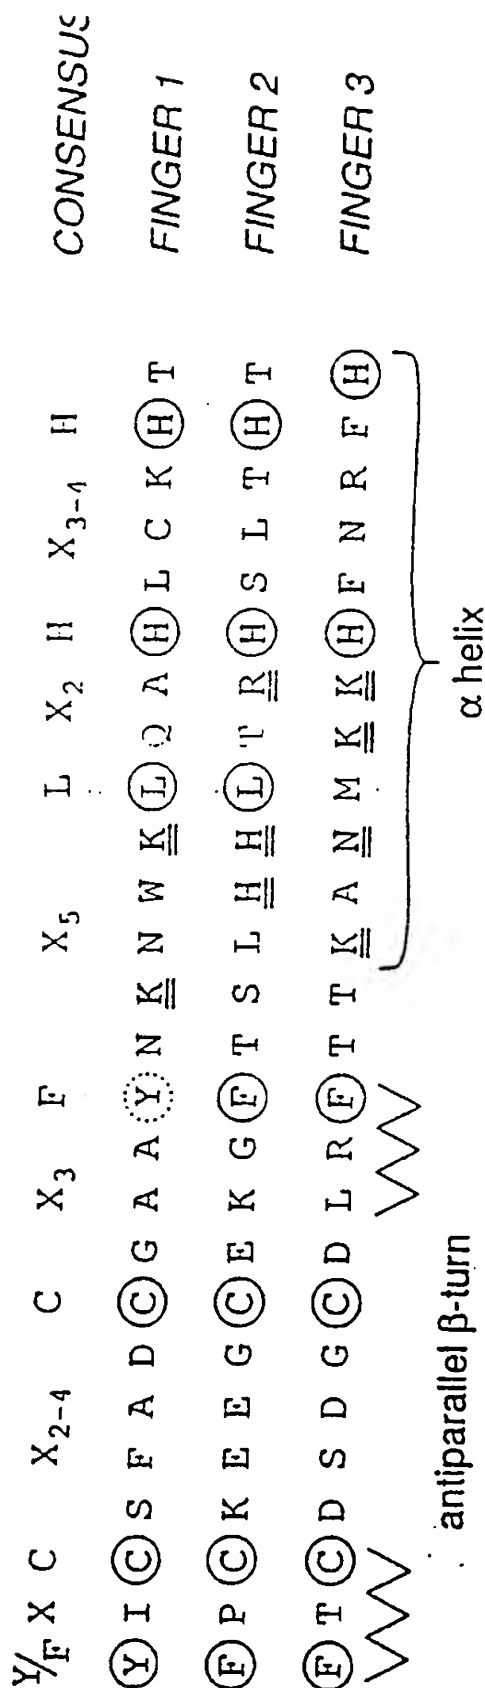 Y/F X C X2-4 C X3 F X5 L X2 H X3-4 H CONSENSUS
Y I C S F A D C G A A Y N K N W K L Q A H L C K H T FINGER 1
F P C K E E G C E K G F T S L H H L T R H S L T H T FINGER 2
F T C D S D G C D L R F T T K A N M K K H F N R F H FINGER 3
antiparallel β-turn
α helix